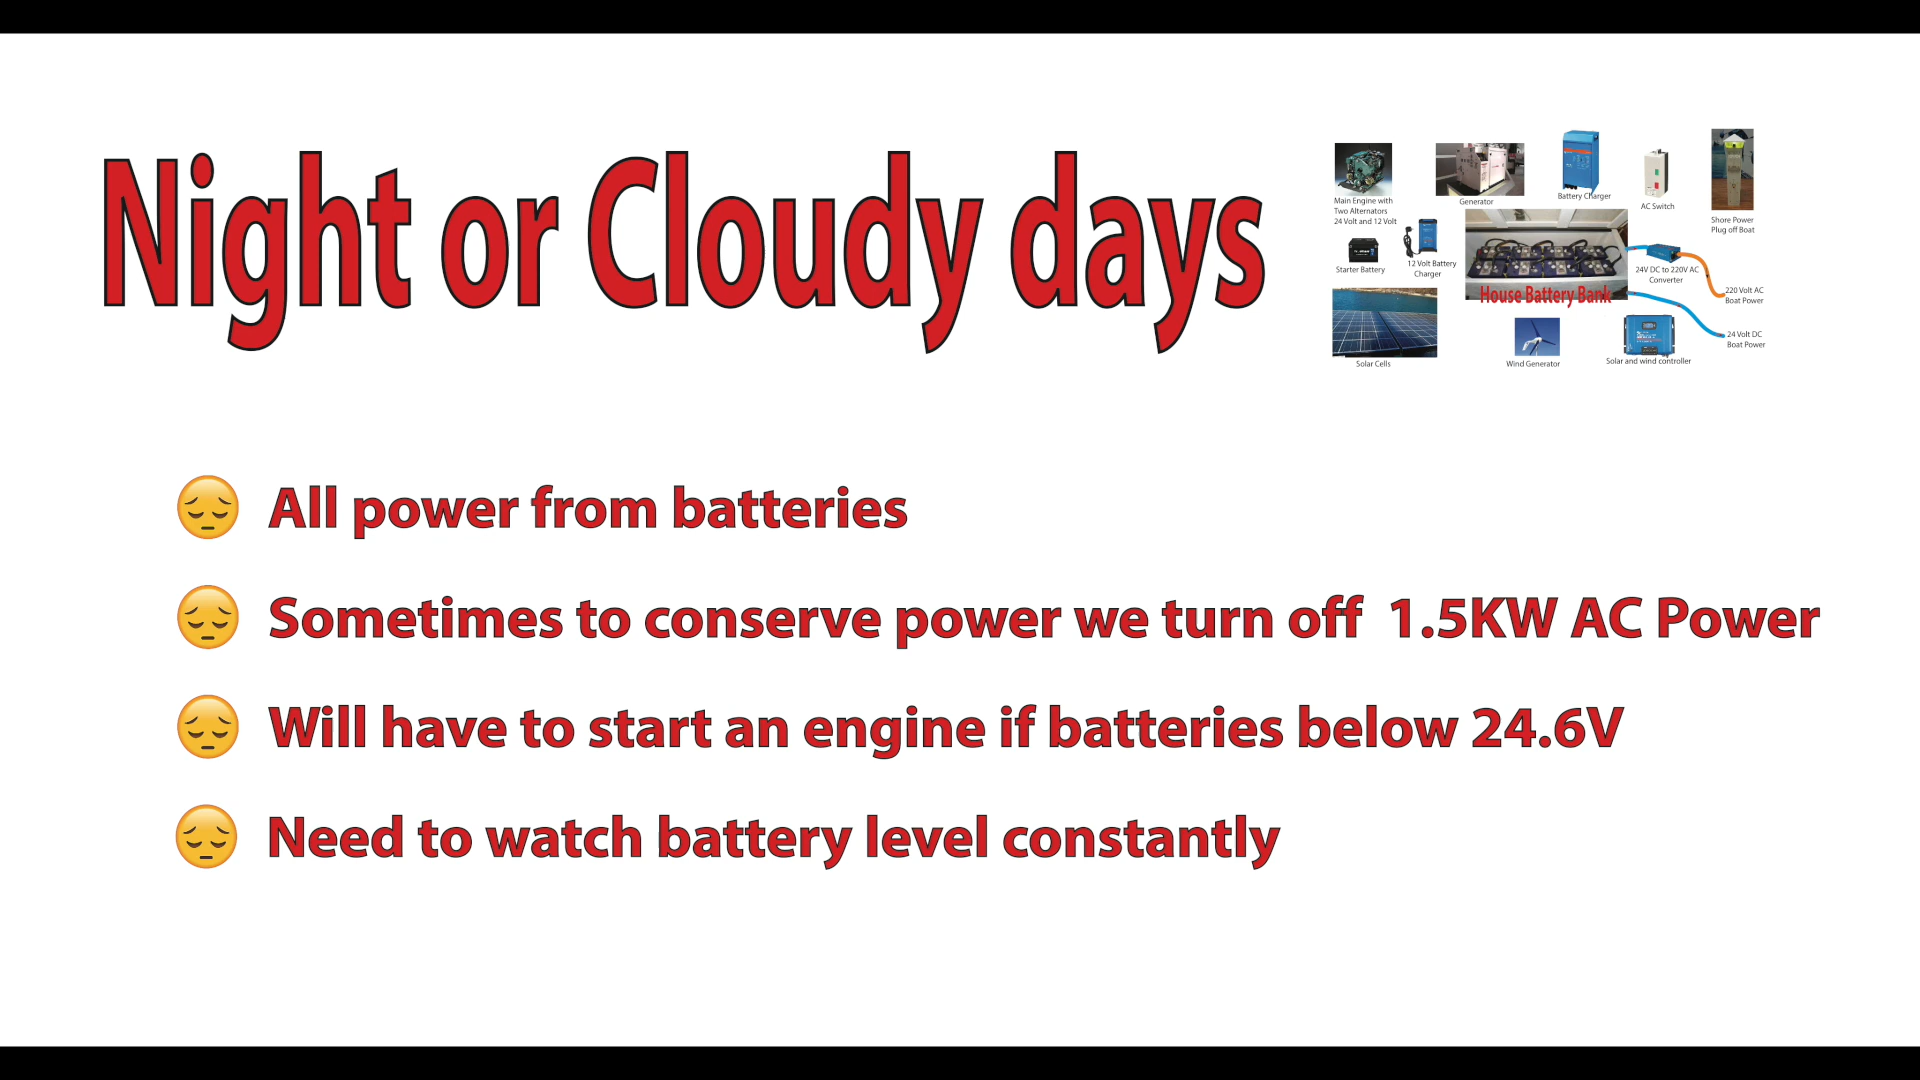 Night or Cloudy days
Main Engine with
Two Alternators
24 Volt and 12 Volt
Generator
Battery Charger
AC Switch
Shore Power
Plug off Boat
Starter Battery
12 Volt Battery
Charger
House Battery Bank
24V DC to 220V AC
Converter
220 Volt AC
Boat Power
24 Volt DC
Boat Power
Solar Cells
Wind Generator
Solar and wind controller
All power from batteries
Sometimes to conserve power we turn off 1.5KW AC Power
Will have to start an engine if batteries below 24.6V
Need to watch battery level constantly